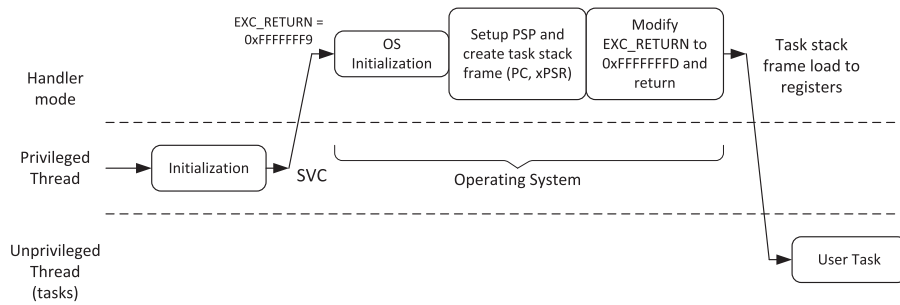 EXC_RETURN =
0xFFFFFFF9
OS
Initialization
Setup PSP and
create task stack
frame (PC, xPSR)
Modify
EXC_RETURN to
0xFFFFFFFD and
return
Task stack
frame load to
registers
Handler
mode
Privileged
Thread
Initialization
SVC
Operating System
Unprivileged
Thread
(tasks)
User Task